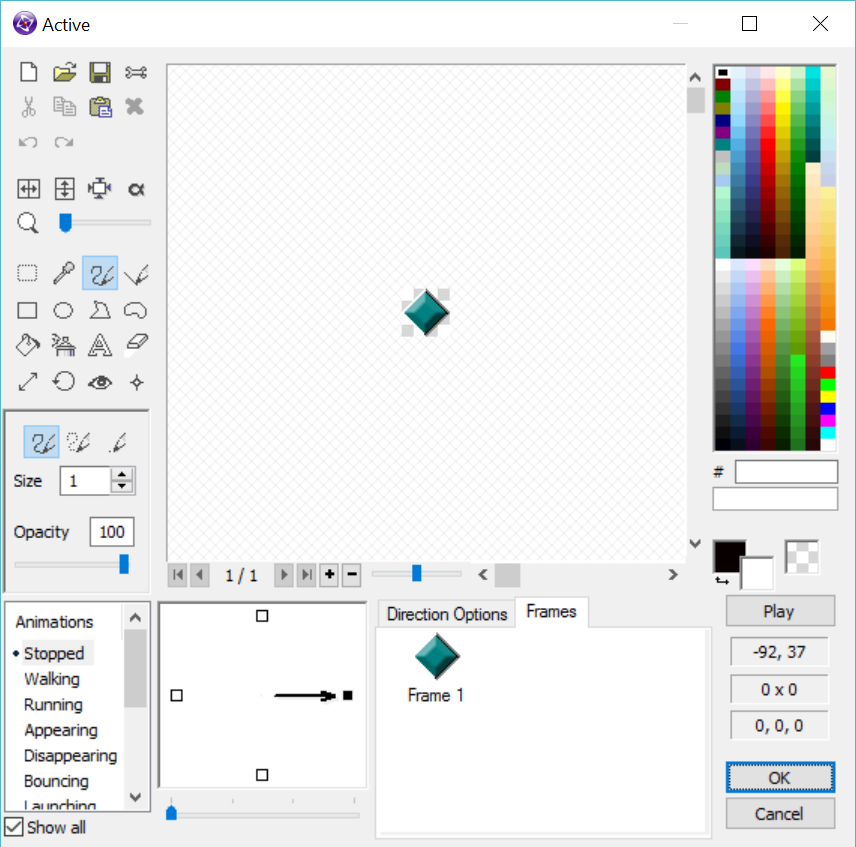 Active
α
A
Size 1
Opacity 100
1 / 1
#
Animations
Stopped
Walking
Running
Appearing
Disappearing
Bouncing
Launching
Show all
Direction Options Frames
Frame 1
Play
-92, 37
0 x 0
0, 0, 0
OK
Cancel